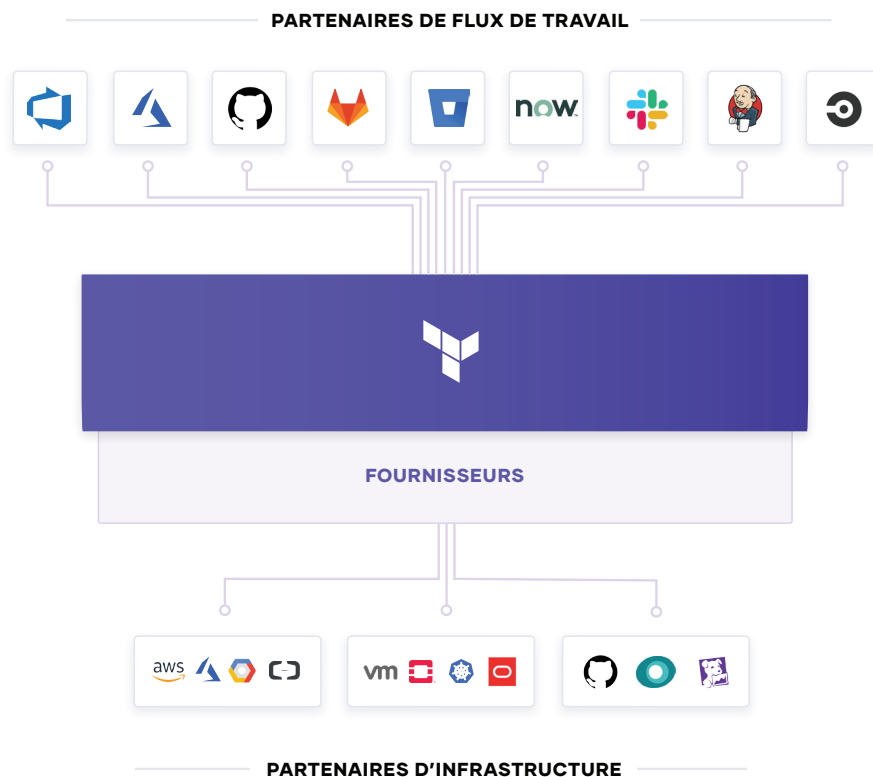 PARTENAIRES DE FLUX DE TRAVAIL
now
FOURNISSEURS
aws
vm
PARTENAIRES D'INFRASTRUCTURE